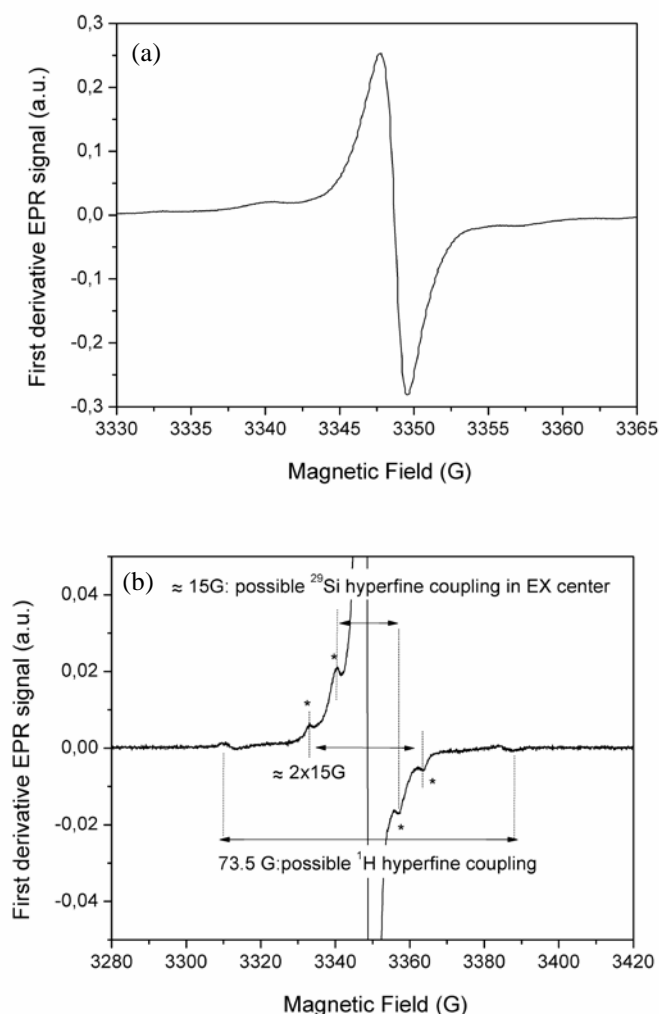 (a)
First derivative EPR signal (a.u.)
0,3
0,2
0,1
0,0
-0,1
-0,2
-0,3
3330 3335 3340 3345 3350 3355 3360 3365
Magnetic Field (G)
(b)
First derivative EPR signal (a.u.)
0,04
0,02
0,00
-0,02
-0,04
≈ 15G: possible ²⁹Si hyperfine coupling in EX center
*
*
≈ 2x15G
*
*
73.5 G:possible ¹H hyperfine coupling
3280 3300 3320 3340 3360 3380 3400 3420
Magnetic Field (G)